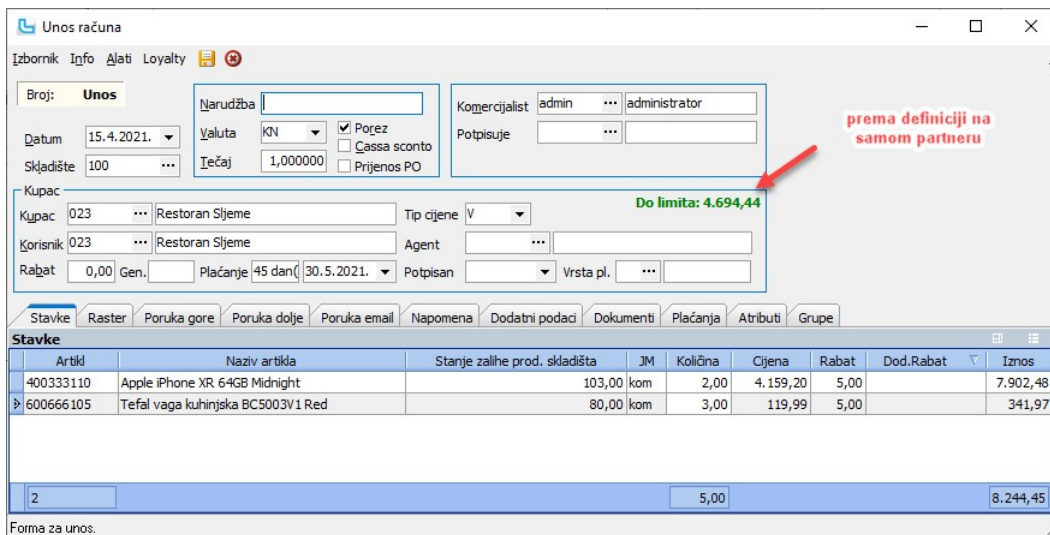 Unos računa
Izbornik Info Alati Loyalty
Broj: Unos
Datum 15.4.2021.
Skladište 100 ...
Narudžba
Valuta KN
Tečaj 1,000000
Porez
Cassa sconto
Prijenos PO
Komercijalist admin ... administrator
Potpisuje ...
prema definiciji na
samom partneru
Kupac
Do limita: 4.694,44
Kupac 023 ... Restoran Sljeme Tip cijene V
Korisnik 023 ... Restoran Sljeme Agent ...
Rabat 0,00 Gen. Plaćanje 45 dan( 30.5.2021. Potpisan Vrsta pl. ...
Stavke Raster Poruka gore Poruka dolje Poruka email Napomena Dodatni podaci Dokumenti Plaćanja Atributi Grupe
Stavke
Artikl Naziv artikla Stanje zalihe prod. skladišta JM Količina Cijena Rabat Dod.Rabat Iznos
400333110 Apple iPhone XR 64GB Midnight 103,00 kom 2,00 4.159,20 5,00 7.902,48
600666105 Tefal vaga kuhinjska BC5003V1 Red 80,00 kom 3,00 119,99 5,00 341,97
2 5,00 8.244,45
Forma za unos.